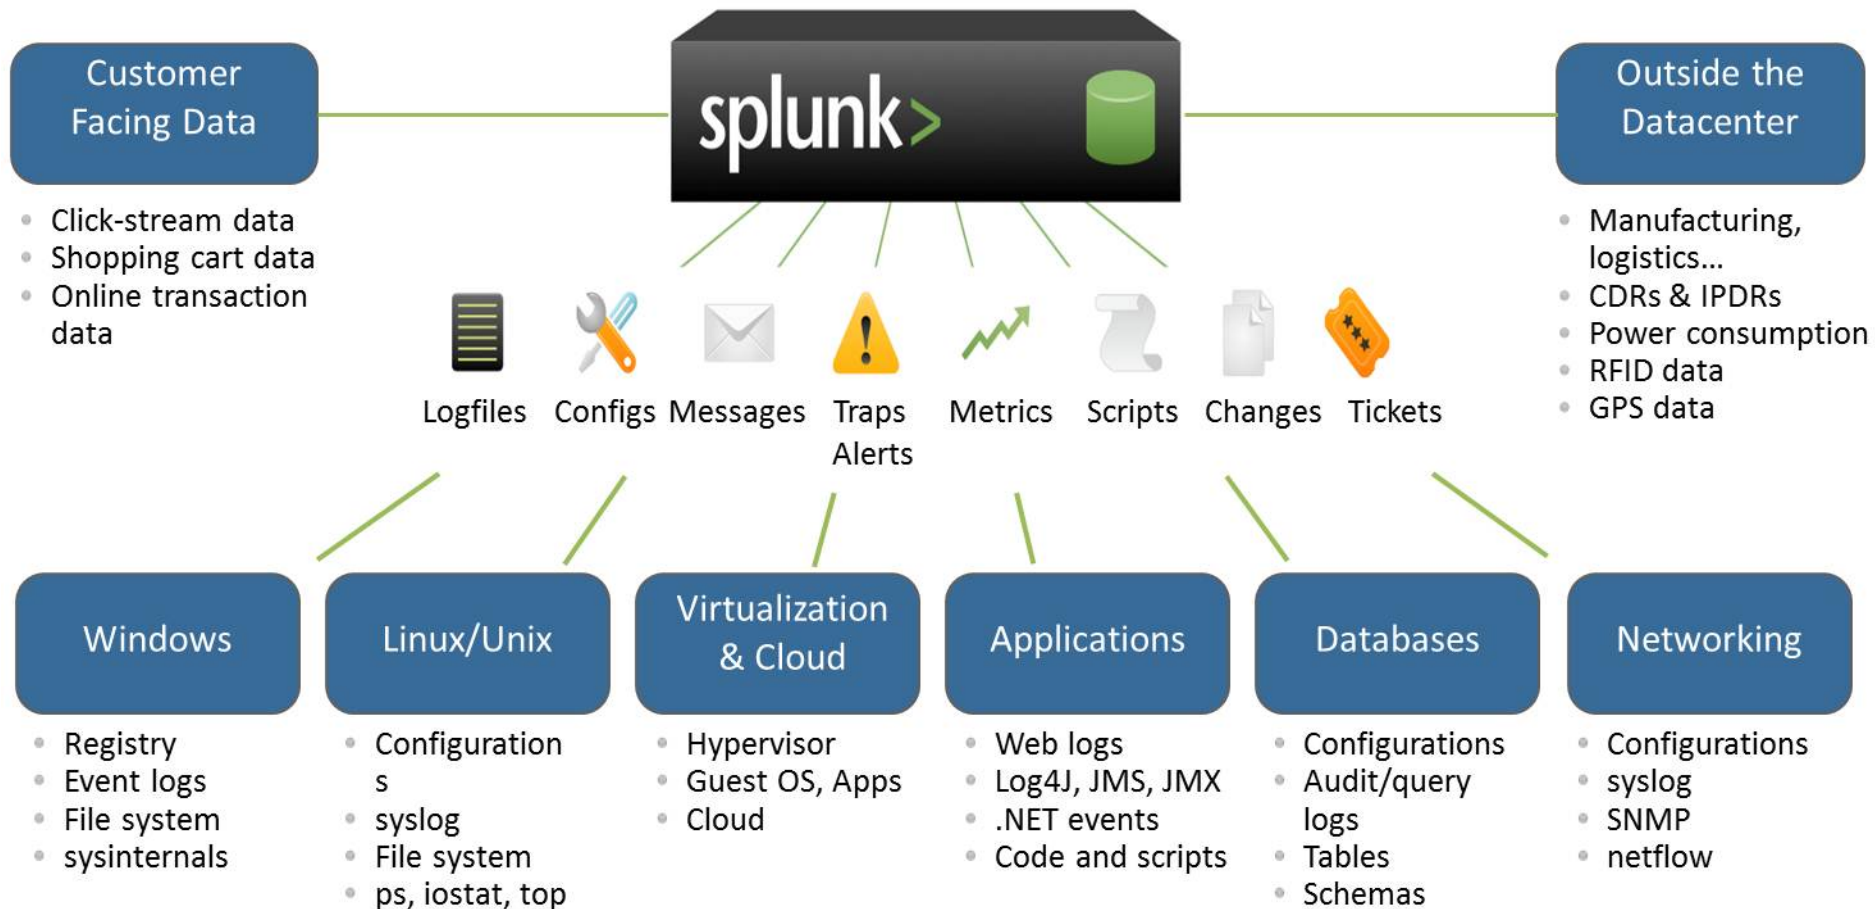 Customer
Facing Data
splunk>
Outside the
Datacenter
Click-stream data
Shopping cart data
Online transaction
data
Manufacturing,
logistics...
CDRs & IPDRs
Power consumption
RFID data
GPS data
Logfiles
Configs
Messages
Traps
Alerts
Metrics
Scripts
Changes
Tickets
Windows
Registry
Event logs
File system
sysinternals
Linux/Unix
Configuration
s
syslog
File system
ps, iostat, top
Virtualization
& Cloud
Hypervisor
Guest OS, Apps
Cloud
Applications
Web logs
Log4J, JMS, JMX
.NET events
Code and scripts
Databases
Configurations
Audit/query
logs
Tables
Schemas
Networking
Configurations
syslog
SNMP
netflow